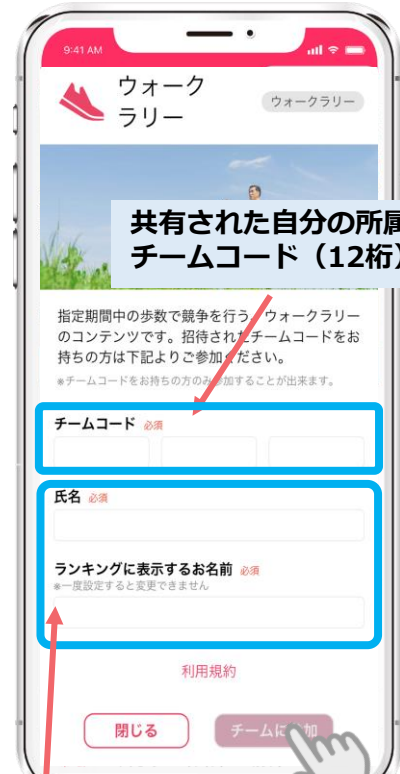 9:41 AM
ウォーク
ラリー
ウォークラリー
共有された自分の所属
チームコード（12桁）
指定期間中の歩数で競争を行う、ウォークラリー
のコンテンツです。招待されたチームコードをお
持ちの方は下記よりご参加ください。
※チームコードをお持ちの方のみ参加することが出来ます。
チームコード 必須
氏名 必須
ランキングに表示するお名前 必須
※一度設定すると変更できません
利用規約
閉じる
チームに参加